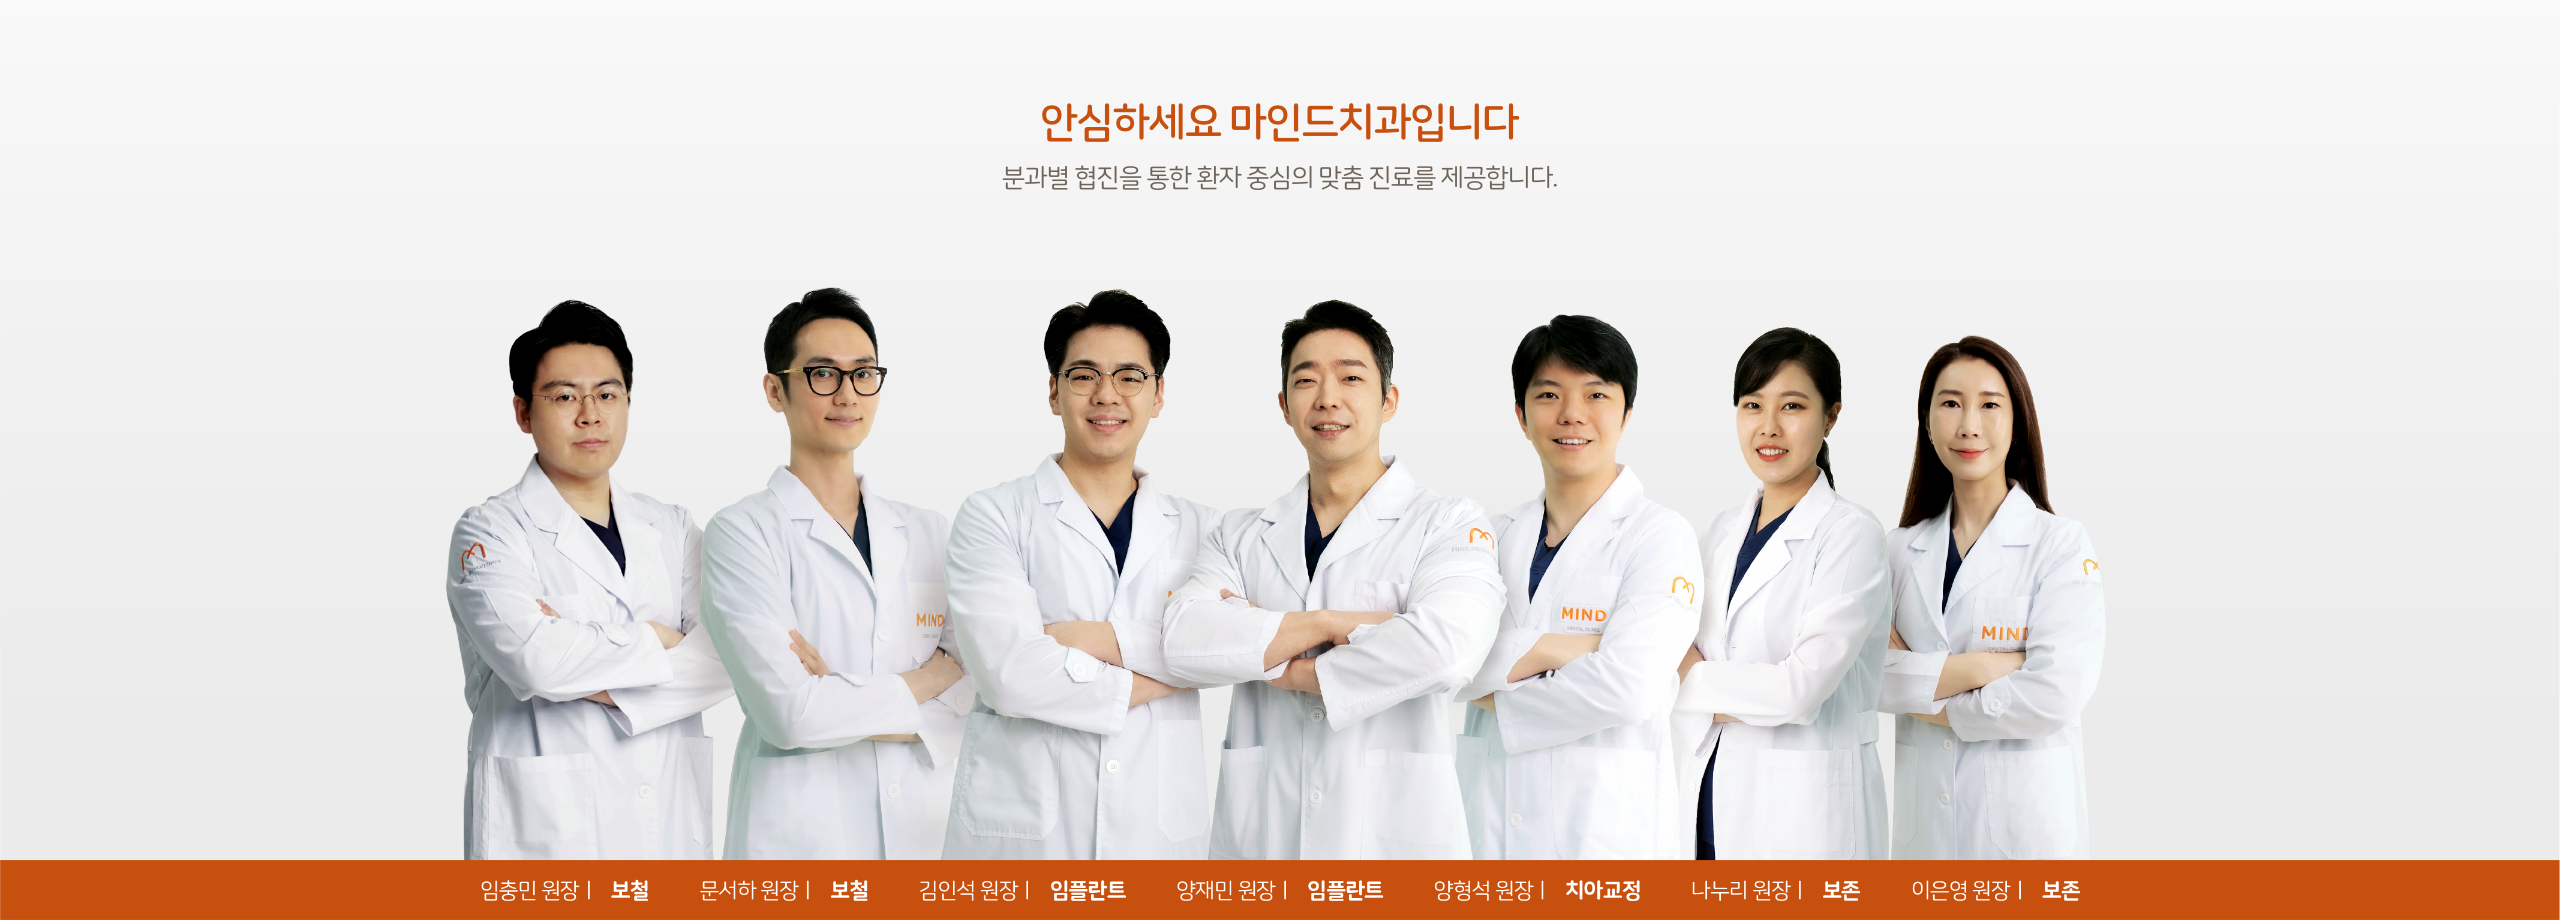 안심하세요 마인드치과입니다
분과별 협진을 통한 환자 중심의 맞춤 진료를 제공합니다.
MIND
MIND
MIND
임충민 원장 | 보철 문서하 원장 | 보철 김인석 원장 | 임플란트 양재민 원장 | 임플란트 양형석 원장 | 치아교정 나누리 원장 | 보존 이은영 원장 | 보존